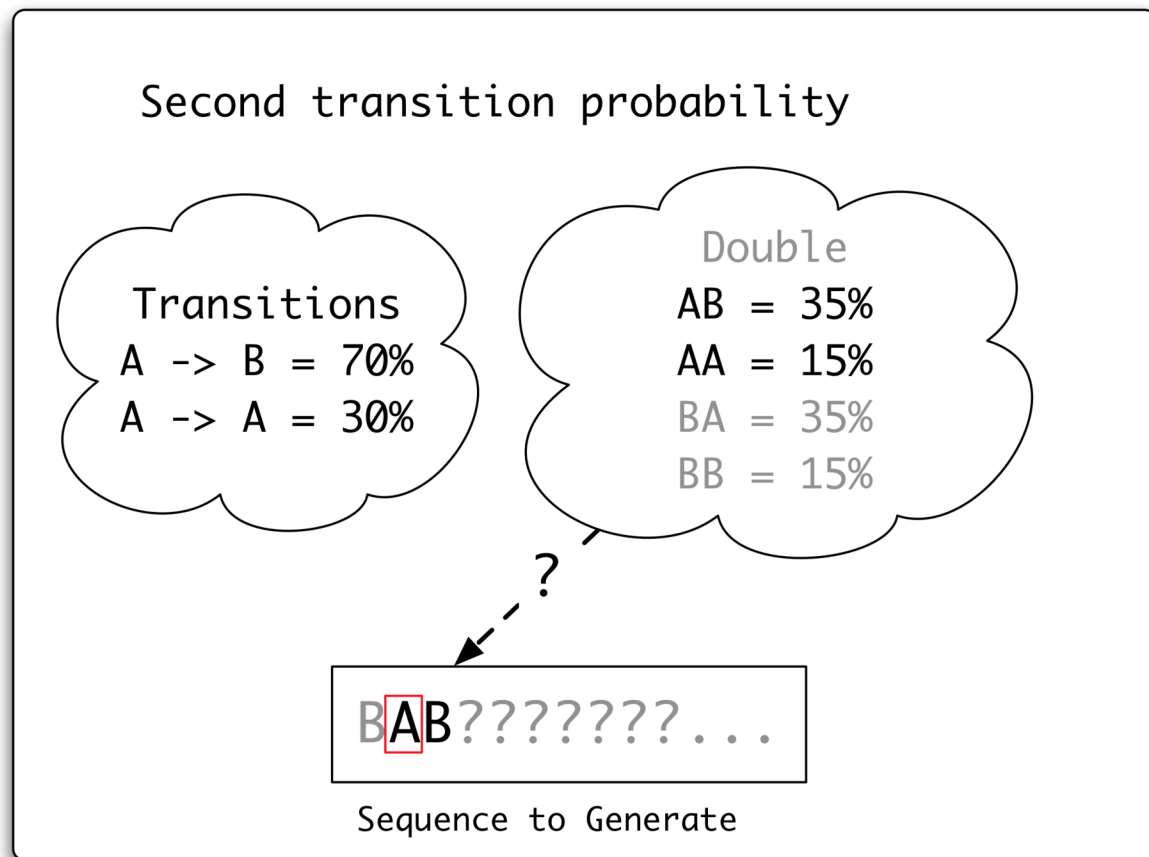 Second transition probability
Transitions
A -> B = 70%
A -> A = 30%
Double
AB = 35%
AA = 15%
BA = 35%
BB = 15%
?
BAB???????...
Sequence to Generate